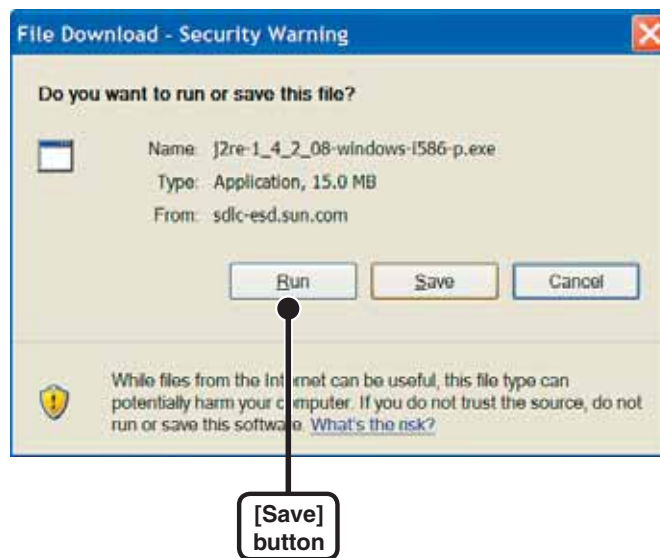 File Download - Security Warning
Do you want to run or save this file?
Name: j2re-1_4_2_08-windows-i586-p.exe
Type: Application, 15.0 MB
From: sdlc-esd.sun.com
Run Save Cancel
While files from the Internet can be useful, this file type can
potentially harm your computer. If you do not trust the source, do not
run or save this software. What's the risk?
[Save]
button